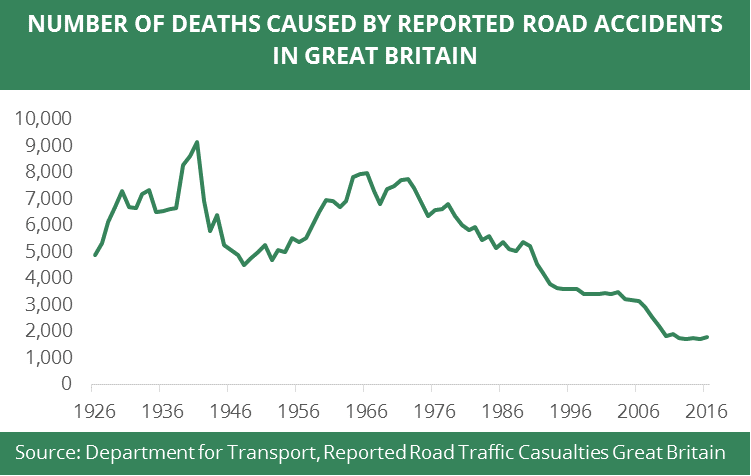 NUMBER OF DEATHS CAUSED BY REPORTED ROAD ACCIDENTS
IN GREAT BRITAIN
10,000
9,000
8,000
7,000
6,000
5,000
4,000
3,000
2,000
1,000
0
1926 1936 1946 1956 1966 1976 1986 1996 2006 2016
Source: Department for Transport, Reported Road Traffic Casualties Great Britain